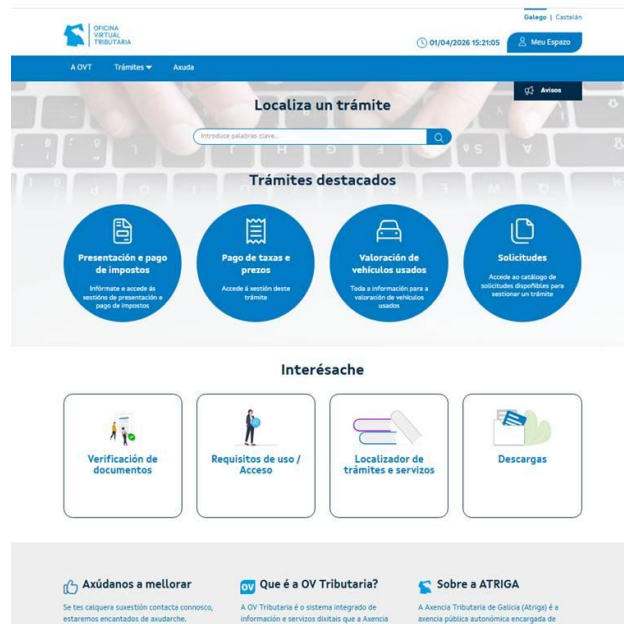 Galego | Castelán
OFICINA
VIRTUAL
TRIBUTARIA
01/04/2026 15:21:05
Meu Espazo
A OVT Trámites Axuda
Avisos
Localiza un trámite
Introduce palabras clave...
Trámites destacados
Presentación e pago
de impostos
Infórmate e accede ás
sestións de presentación e
pago de impostos
Pago de taxas e
prezos
Accede á xestión deste
trámite
Valoración de
vehículos usados
Toda a información para a
valoración de vehículos
usados
Solicitudes
Accede ao catálogo de
solicitudes dispoñibles para
xestionar un trámite
Interésache
Verificación de
documentos
Requisitos de uso /
Acceso
Localizador de
trámites e servizos
Descargas
Axúdanos a mellorar
Se tes calquera suxestión contacta connosco,
estaremos encantados de axudarche.
OV Que é a OV Tributaria?
A OV Tributaria é o sistema integrado de
información e servizos dixitais que a Axencia
Sobre a ATRIGA
A Axencia Tributaria de Galicia (Atriga) é a
axencia pública autonómica encargada de